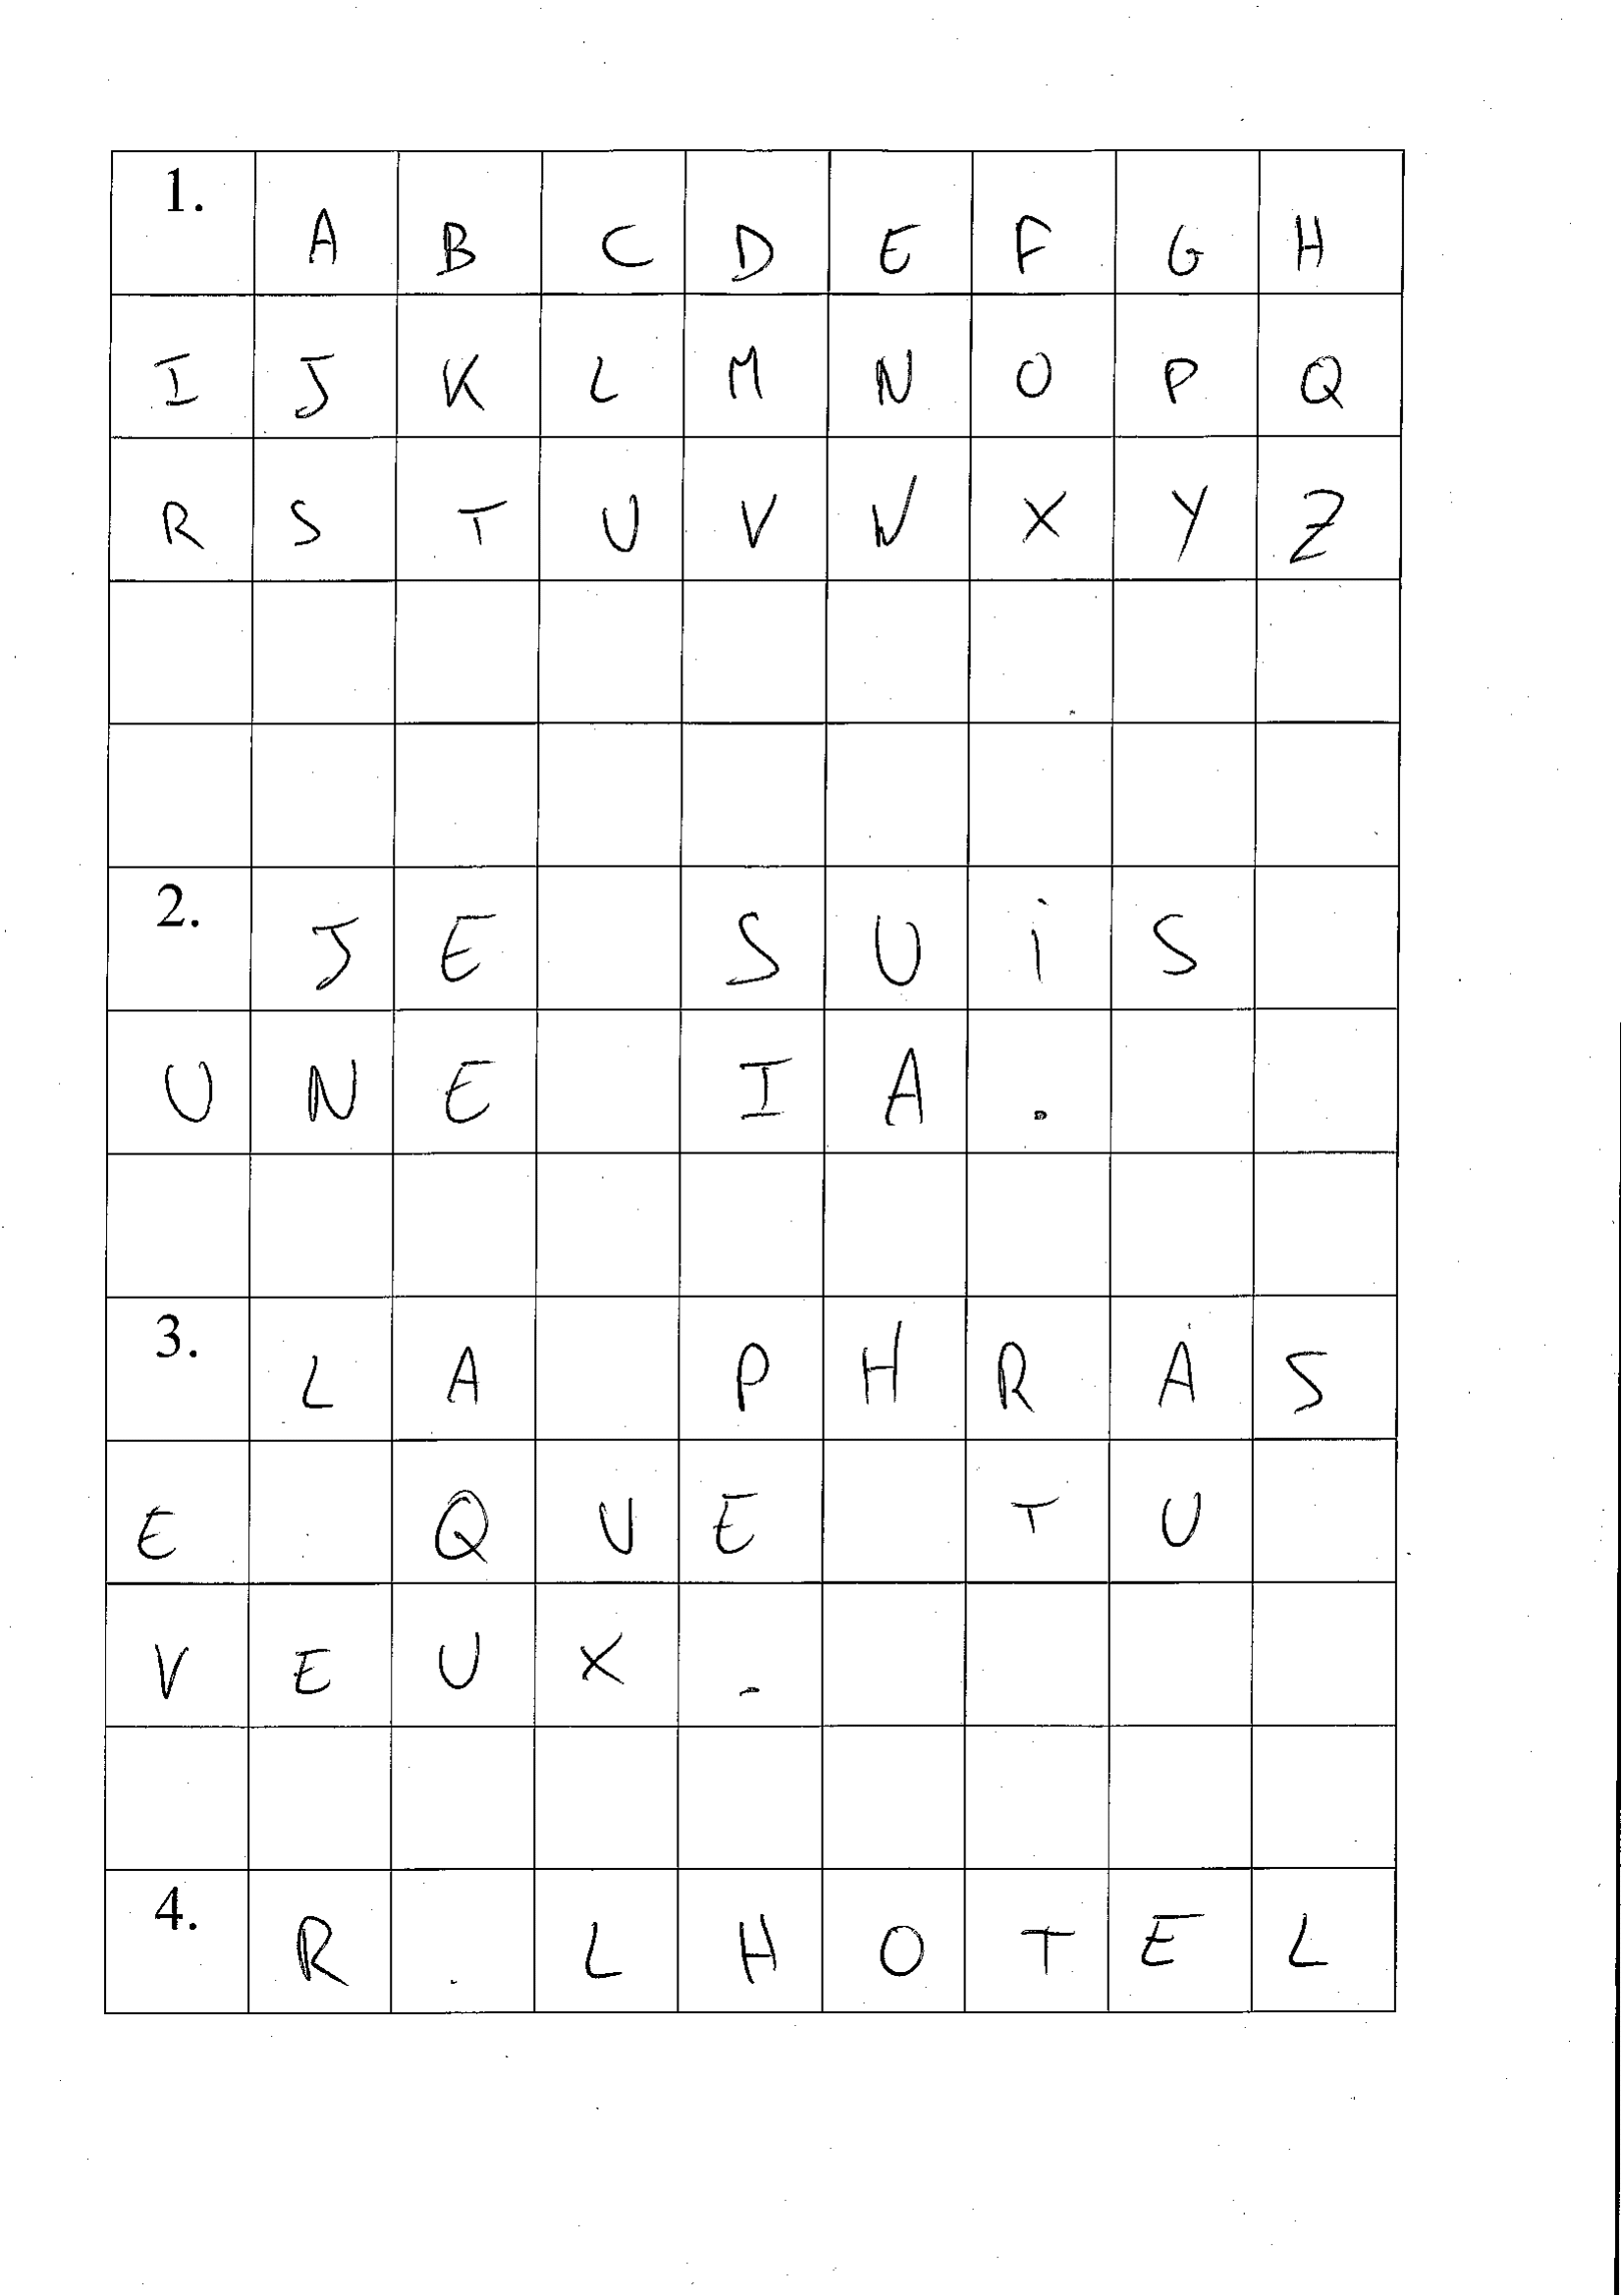 1. A B C D E F G H
I J K L M N O P Q
R S T U V W X Y Z
2. J E  S U i S
U N E  I A .
3. L A  P H R A S
E  Q U E  T U
V E U X .
4. R . L H O T E L